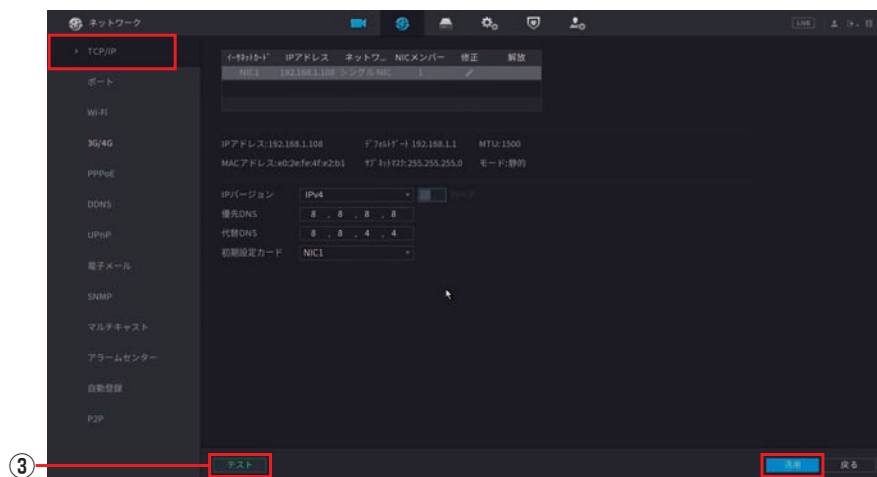 ネットワーク
LIVE
TCP/IP
ポート
Wi-Fi
3G/4G
PPPoE
DDNS
UPnP
電子メール
SNMP
マルチキャスト
アラームセンター
自動登録
P2P
イーサネットカード IPアドレス ネットワ... NICメンバー 修正 解放
NIC1 192.168.1.108 シングルNIC 1
IPアドレス:192.168.1.108 デフォルトゲート 192.168.1.1 MTU:1500
MACアドレス:e0:2e:fe:4f:e2:b1 サブネットマスク:255.255.255.0 モード:静的
IPバージョン IPv4
優先DNS 8 . 8 . 8 . 8
代替DNS 8 . 8 . 4 . 4
初期設定カード NIC1
③
テスト
適用
戻る